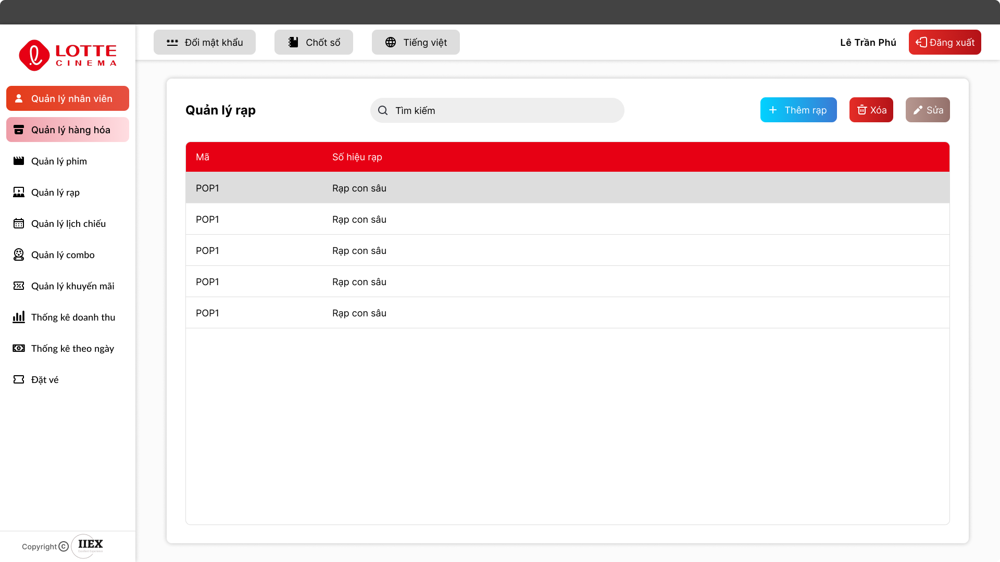 *** Đổi mật khẩu
Chốt sổ
Tiếng việt
Lê Trần Phú
Đăng xuất
LOTTE
CINEMA
Quản lý nhân viên
Quản lý hàng hóa
Quản lý phim
Quản lý rạp
Quản lý lịch chiếu
Quản lý combo
Quản lý khuyến mãi
Thống kê doanh thu
Thống kê theo ngày
Đặt vé
Copyright ©
IIEX
Excellent Experience
Quản lý rạp
Tìm kiếm
Thêm rạp
Xóa
Sửa
Mã Số hiệu rạp
POP1 Rạp con sâu
POP1 Rạp con sâu
POP1 Rạp con sâu
POP1 Rạp con sâu
POP1 Rạp con sâu